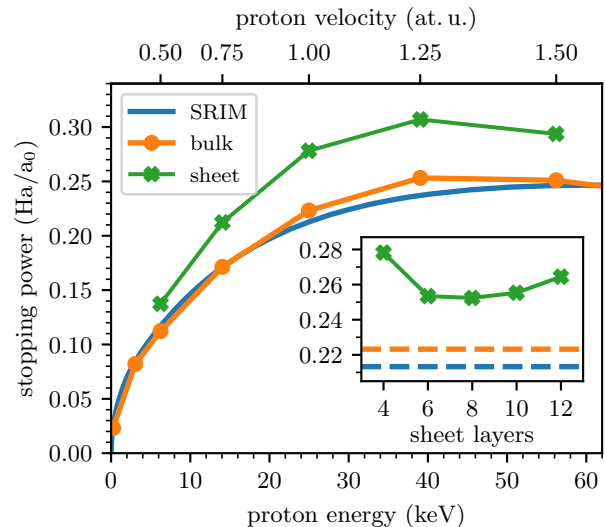 proton velocity (at. u.)
0.50 0.75 1.00 1.25 1.50
stopping power (Ha/a0)
0.30
0.25
0.20
0.15
0.10
0.05
0.00
SRIM
bulk
sheet
0.28
0.26
0.24
0.22
4 6 8 10 12
sheet layers
0 10 20 30 40 50 60
proton energy (keV)